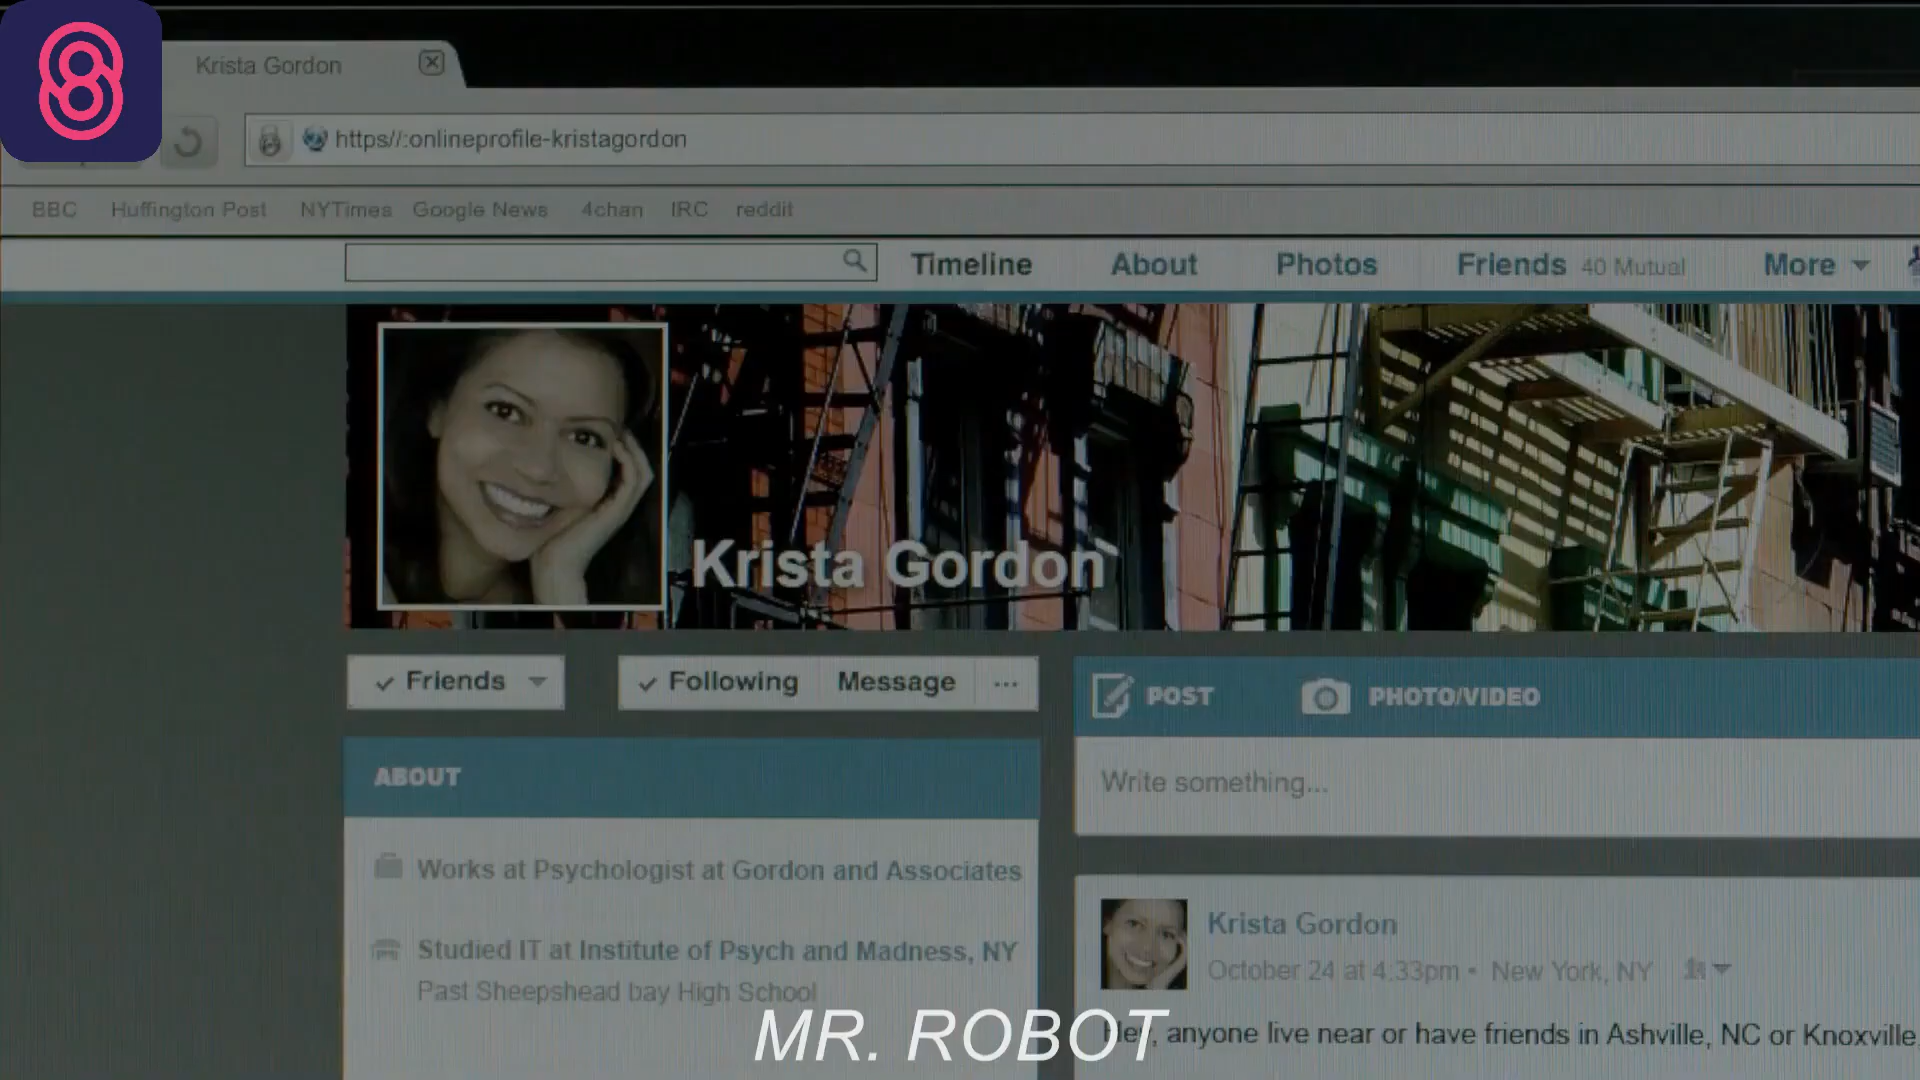 Krista Gordon
https//:onlineprofile-kristagordon
BBC Huffington Post NYTimes Google News 4chan IRC reddit
Timeline About Photos Friends 40 Mutual More
Krista Gordon
Friends Following Message ...
POST PHOTO/VIDEO
ABOUT
Write something...
Works at Psychologist at Gordon and Associates
Studied IT at Institute of Psych and Madness, NY
Past Sheepshead bay High School
Krista Gordon
October 24 at 4:33pm • New York, NY
Hey, anyone live near or have friends in Ashville, NC or Knoxville,
MR. ROBOT